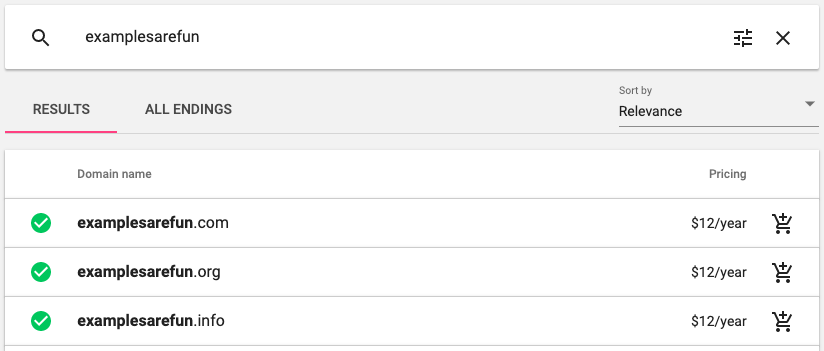 examplesarefun
RESULTS ALL ENDINGS
Sort by
Relevance
Domain name Pricing
examplesarefun.com $12/year
examplesarefun.org $12/year
examplesarefun.info $12/year